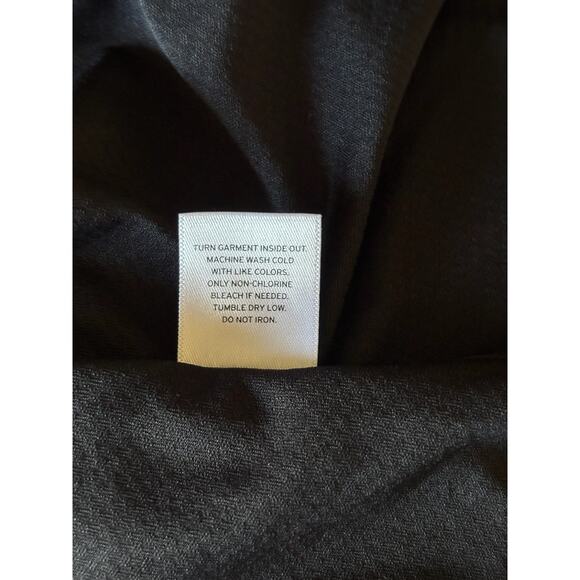 TURN GARMENT INSIDE OUT.
MACHINE WASH COLD
WITH LIKE COLORS.
ONLY NON-CHLORINE
BLEACH IF NEEDED.
TUMBLE DRY LOW.
DO NOT IRON.